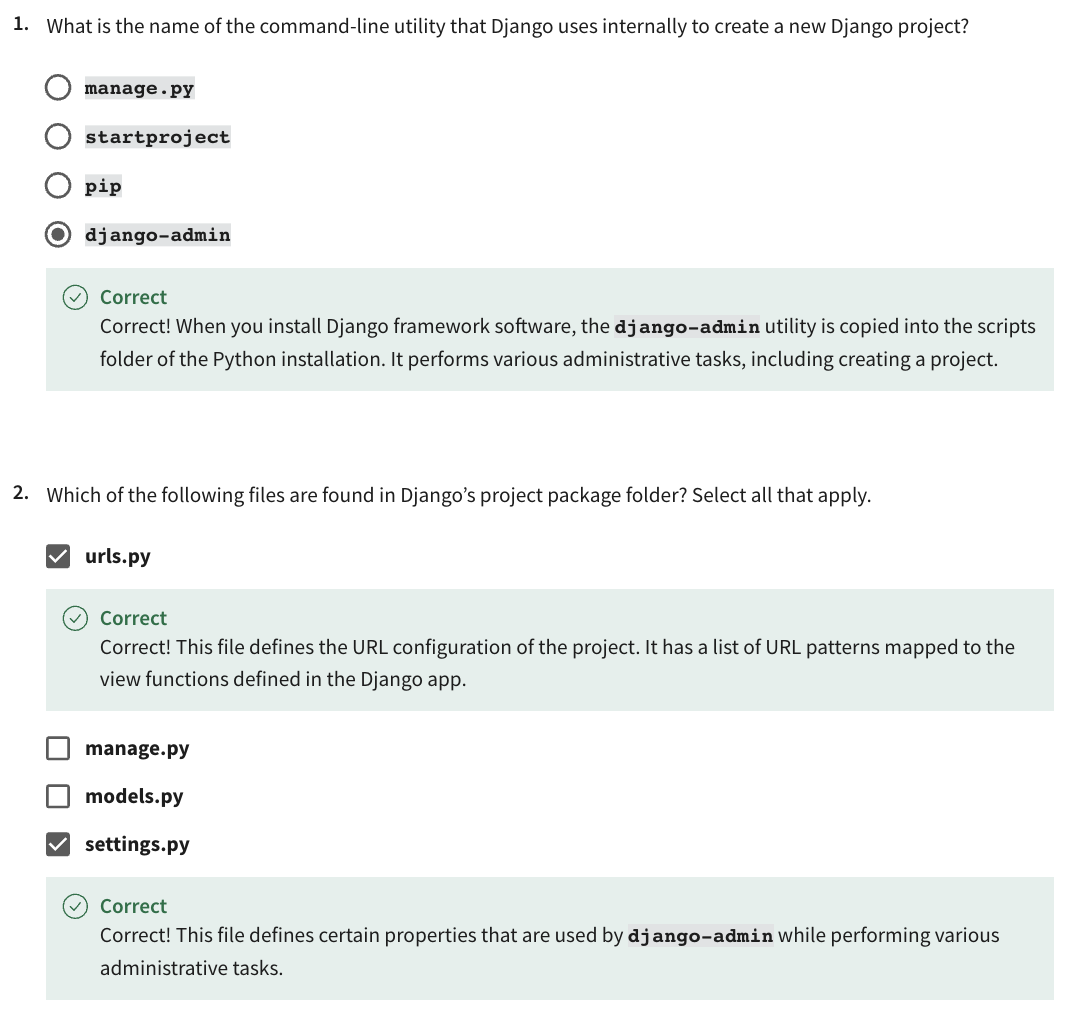 1. What is the name of the command-line utility that Django uses internally to create a new Django project?
manage.py
startproject
pip
django-admin
Correct
Correct! When you install Django framework software, the django-admin utility is copied into the scripts
folder of the Python installation. It performs various administrative tasks, including creating a project.
2. Which of the following files are found in Django’s project package folder? Select all that apply.
urls.py
Correct
Correct! This file defines the URL configuration of the project. It has a list of URL patterns mapped to the
view functions defined in the Django app.
manage.py
models.py
settings.py
Correct
Correct! This file defines certain properties that are used by django-admin while performing various
administrative tasks.